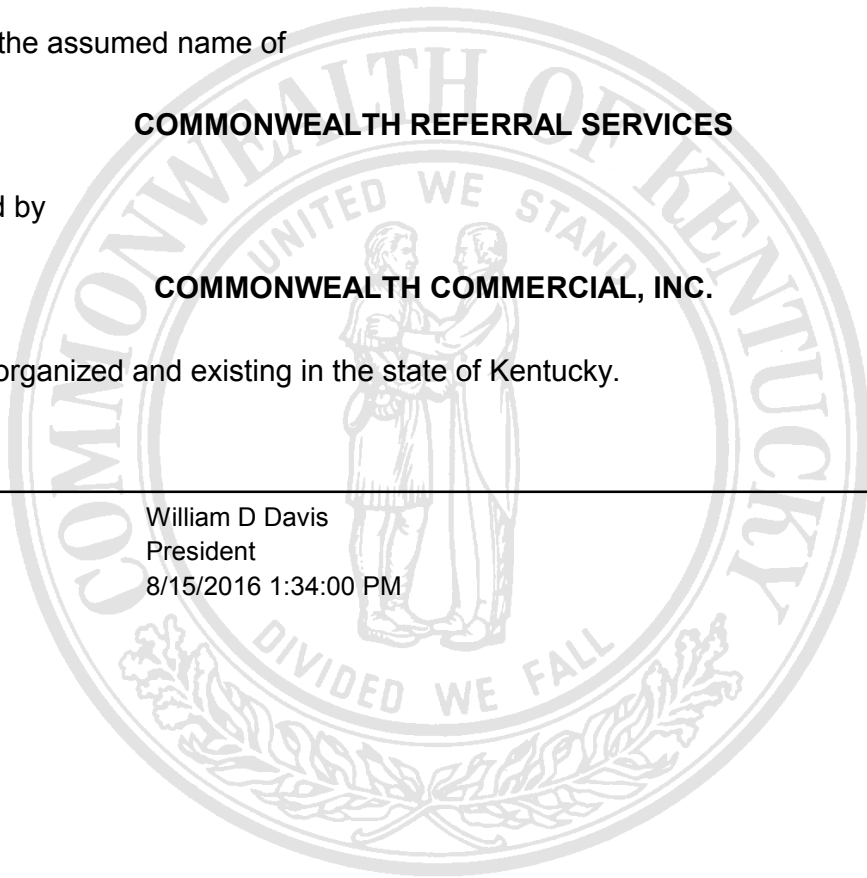 the assumed name of
COMMONWEALTH REFERRAL SERVICES
d by
COMMONWEALTH COMMERCIAL, INC.
organized and existing in the state of Kentucky.
William D Davis
President
8/15/2016 1:34:00 PM
COMMONWEALTH OF KENTUCKY
UNITED WE STAND
DIVIDED WE FALL